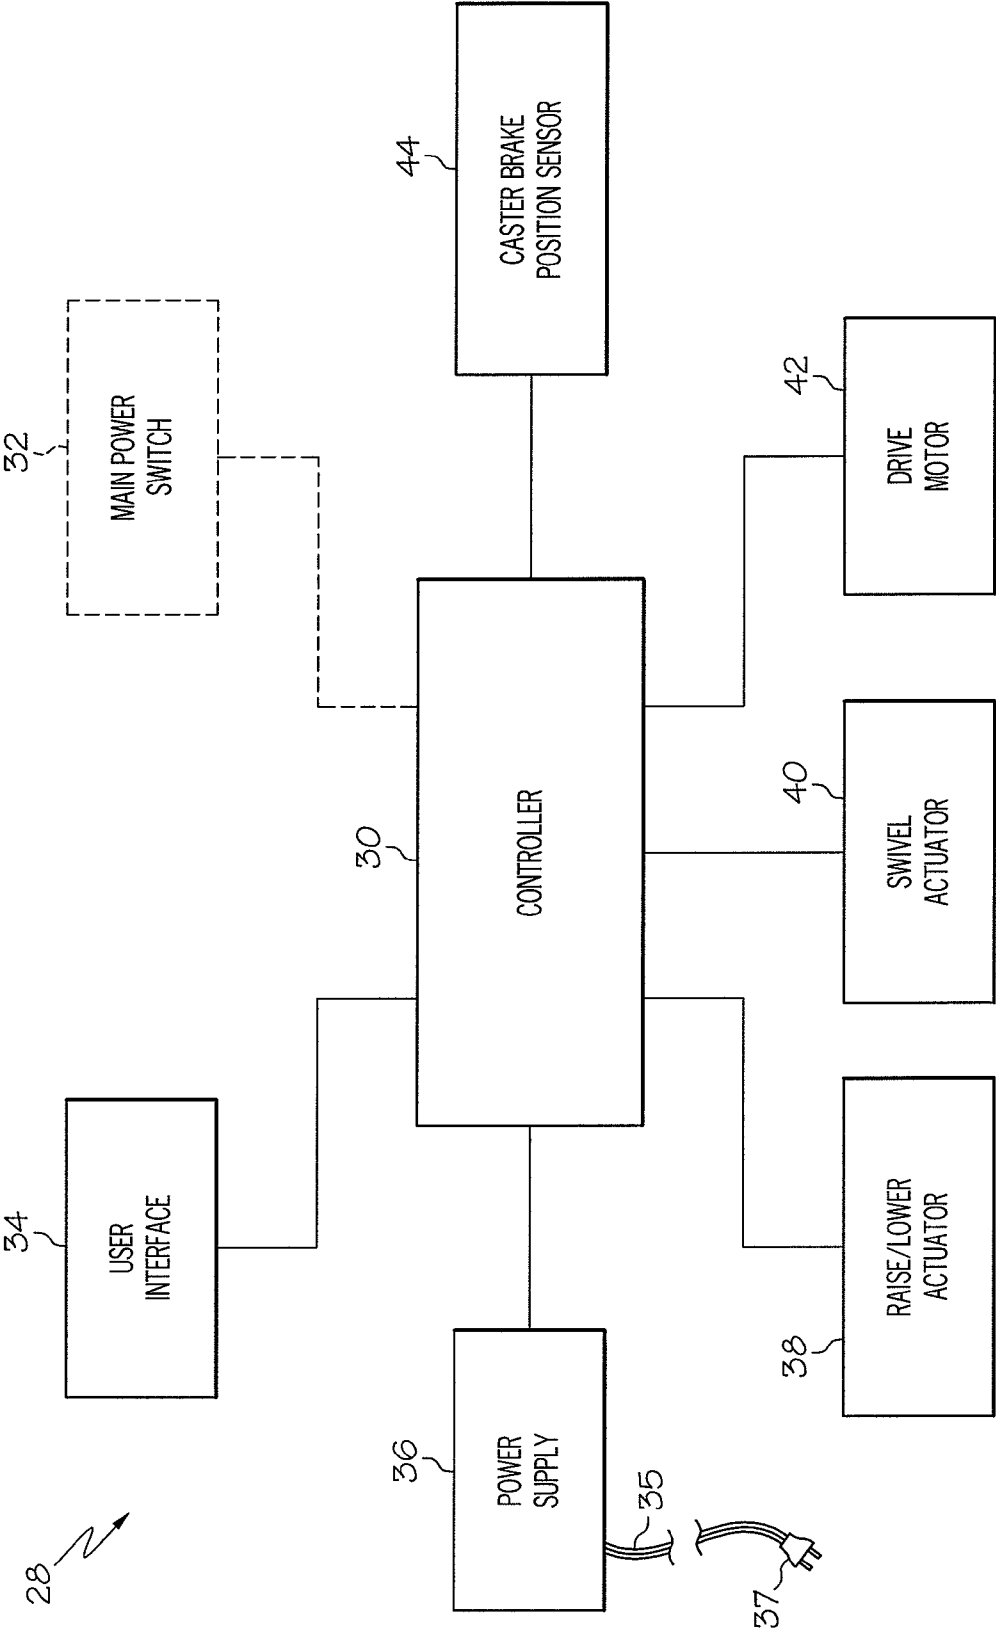 28
34
USER
INTERFACE
32
MAIN POWER
SWITCH
36
POWER
SUPPLY
35
37
30
CONTROLLER
44
CASTER BRAKE
POSITION SENSOR
38
RAISE/LOWER
ACTUATOR
40
SWIVEL
ACTUATOR
42
DRIVE
MOTOR